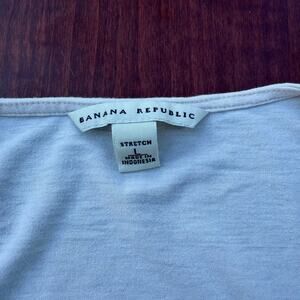 BANANA REPUBLIC
STRETCH
L
MADE IN
INDONESIA